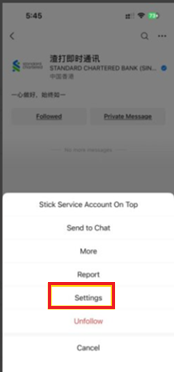 5:45
渣打即时通讯
STANDARD CHARTERED BANK (SIN...
中国香港
一心做好，始终如一
Followed
Private Message
No more messages
Stick Service Account On Top
Send to Chat
More
Report
Settings
Unfollow
Cancel